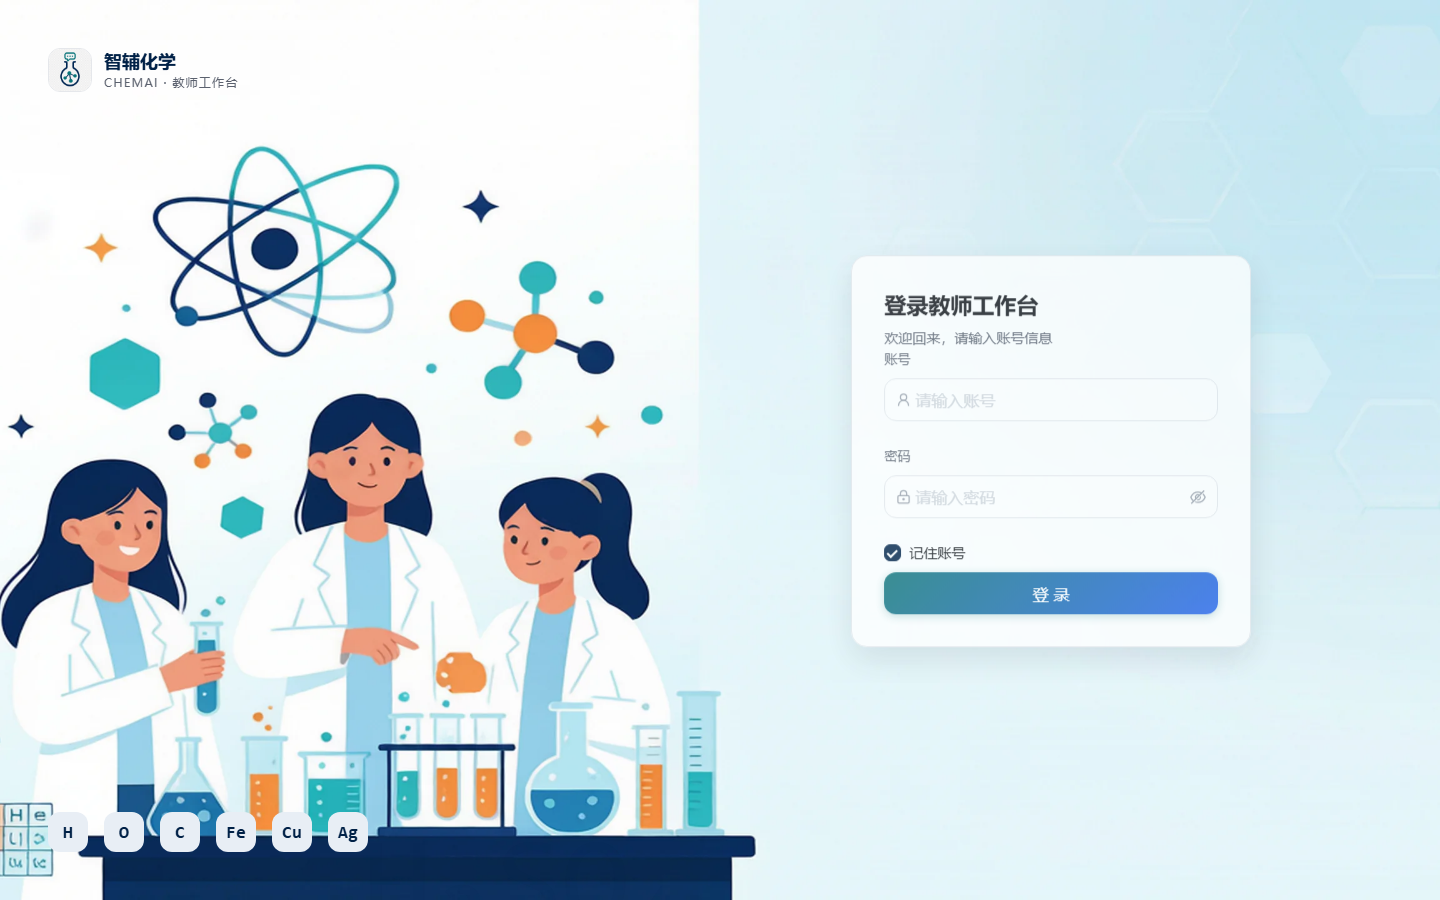 智辅化学
CHEMAI · 教师工作台
登录教师工作台
欢迎回来，请输入账号信息
账号
请输入账号
密码
请输入密码
记住账号
登 录
He
H O C Fe Cu Ag